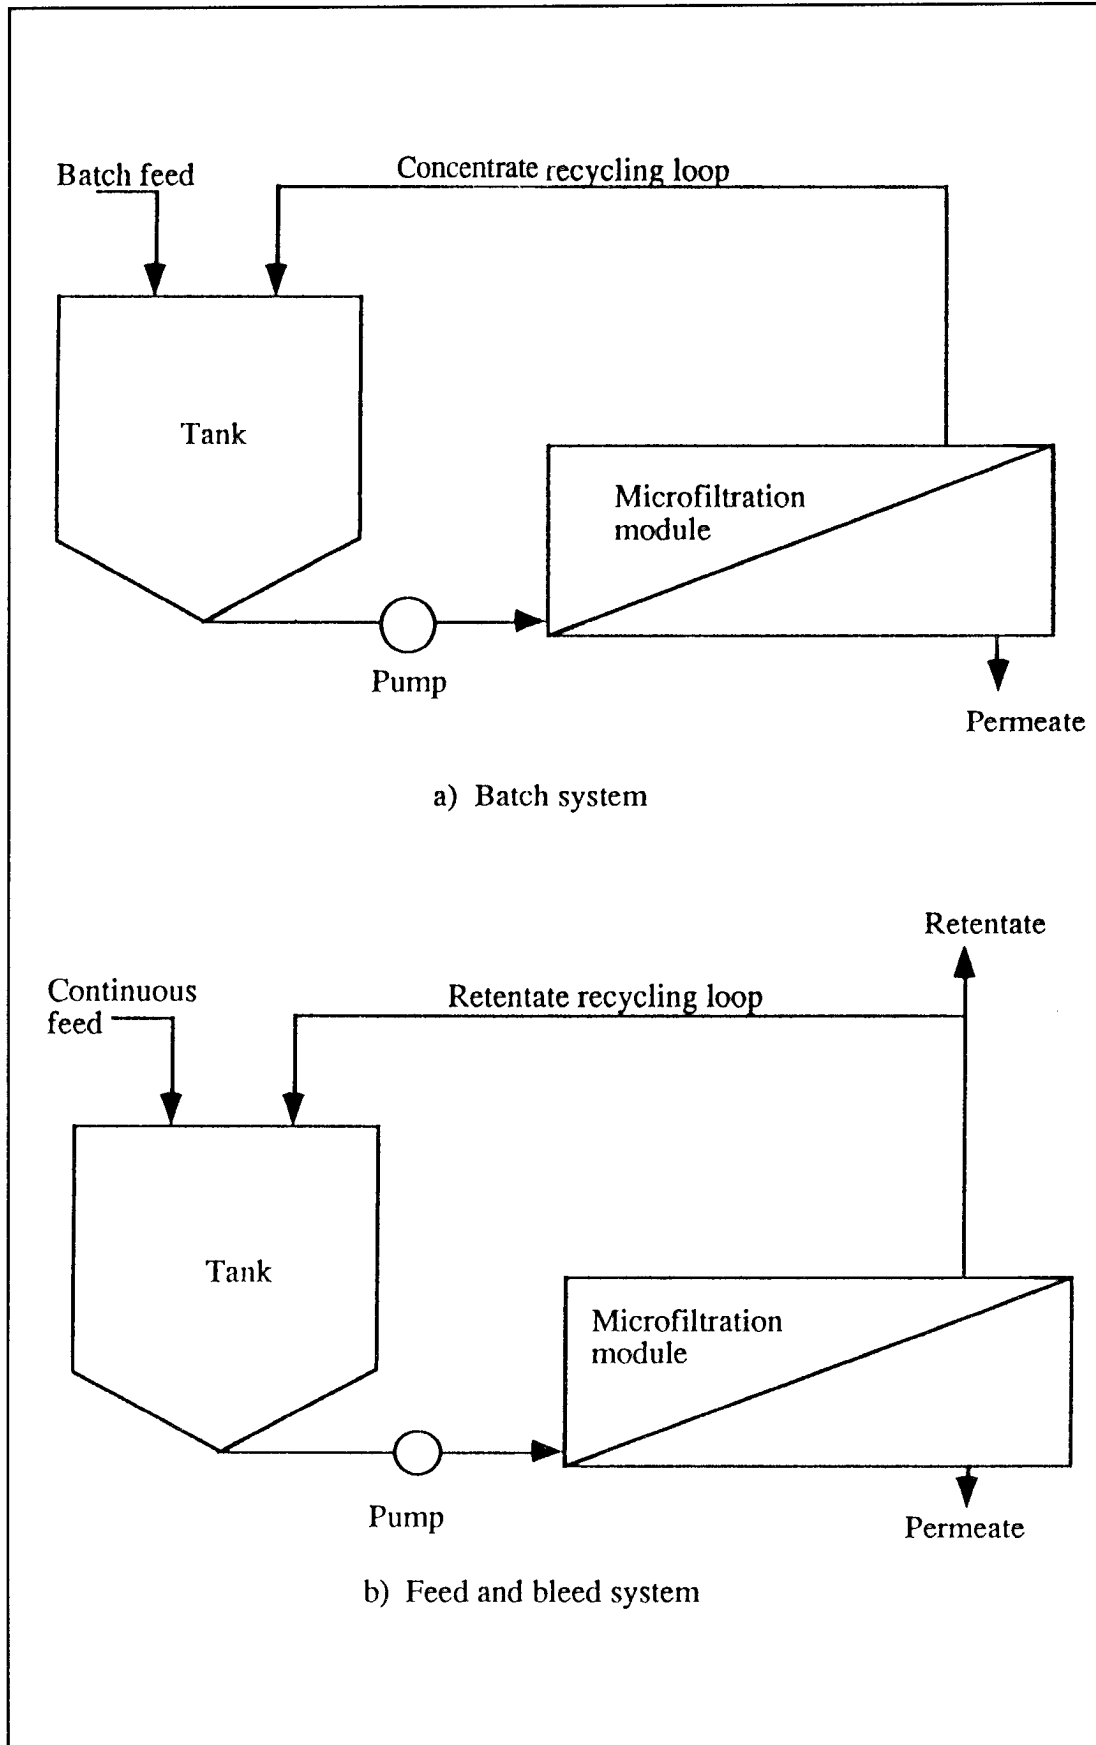 Batch feed
Concentrate recycling loop
Tank
Microfiltration
module
Pump
Permeate
a) Batch system
Retentate
Continuous
feed
Retentate recycling loop
Tank
Microfiltration
module
Pump
Permeate
b) Feed and bleed system